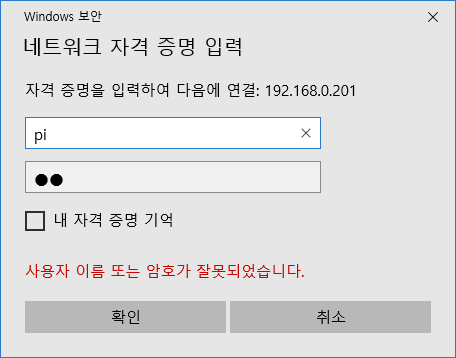 Windows 보안
네트워크 자격 증명 입력
자격 증명을 입력하여 다음에 연결: 192.168.0.201
pi
●●
내 자격 증명 기억
사용자 이름 또는 암호가 잘못되었습니다.
확인
취소